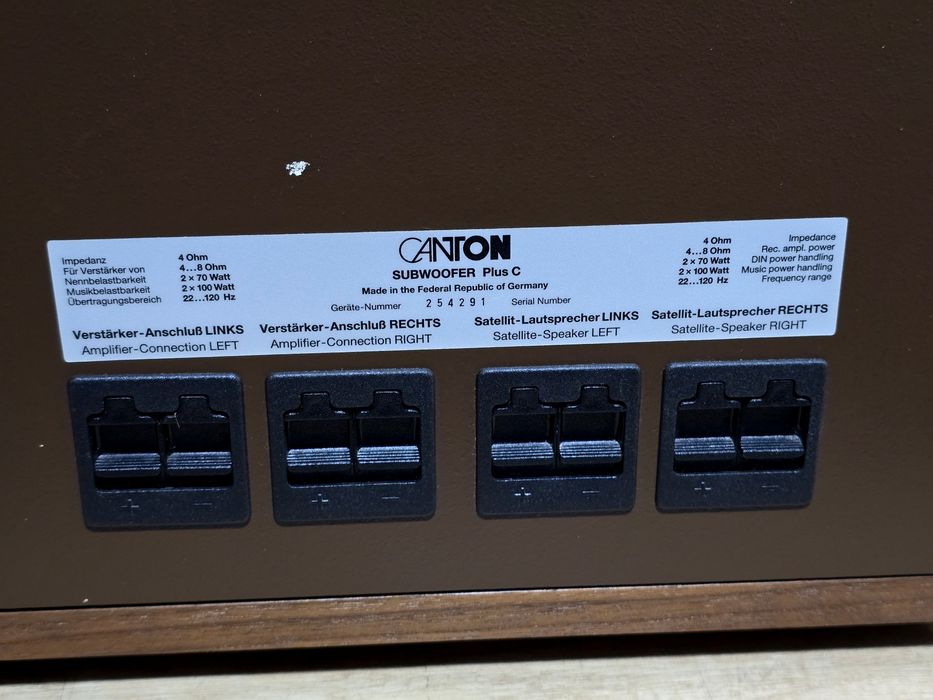 CANTON
SUBWOOFER Plus C
Made in the Federal Republic of Germany
Geräte-Nummer 254291 Serial Number
Impedanz 4 Ohm
Für Verstärker von 4...8 Ohm
Nennbelastbarkeit 2 × 70 Watt
Musikbelastbarkeit 2 × 100 Watt
Übertragungsbereich 22...120 Hz
4 Ohm Impedance
4...8 Ohm Rec. ampl. power
2 × 70 Watt DIN power handling
2 × 100 Watt Music power handling
22...120 Hz Frequency range
Verstärker-Anschluß LINKS
Amplifier-Connection LEFT
Verstärker-Anschluß RECHTS
Amplifier-Connection RIGHT
Satellit-Lautsprecher LINKS
Satellite-Speaker LEFT
Satellit-Lautsprecher RECHTS
Satellite-Speaker RIGHT
+ − + − + − + −